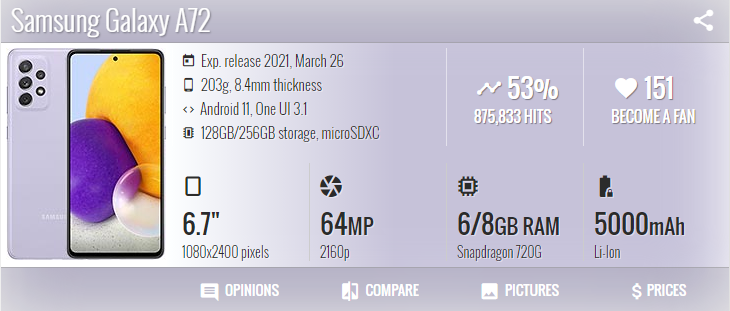 Samsung Galaxy A72
Exp. release 2021, March 26
203g, 8.4mm thickness
Android 11, One UI 3.1
128GB/256GB storage, microSDXC
53%
875,833 HITS
151
BECOME A FAN
SAMSUNG
6.7"
1080x2400 pixels
64MP
2160p
6/8GB RAM
Snapdragon 720G
5000mAh
Li-Ion
OPINIONS
COMPARE
PICTURES
$ PRICES